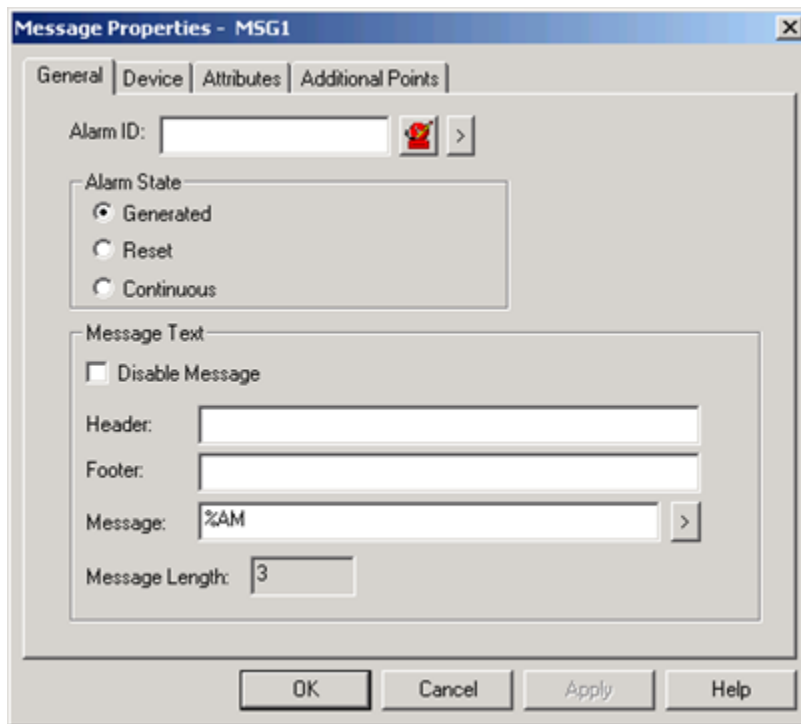 Message Properties - MSG1
General Device Attributes Additional Points
Alarm ID: >
Alarm State
Generated
Reset
Continuous
Message Text
Disable Message
Header:
Footer:
Message: %AM >
Message Length: 3
OK Cancel Apply Help